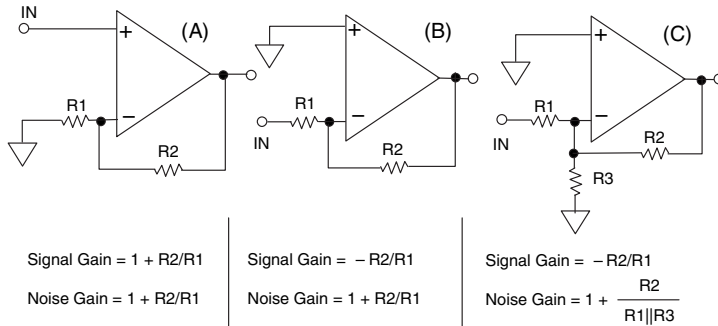 IN
(A)
+
R1
−
R2
(B)
+
R1
−
IN
R2
(C)
+
R1
−
IN
R2
R3
Signal Gain = 1 + R2/R1
Noise Gain = 1 + R2/R1
Signal Gain = − R2/R1
Noise Gain = 1 + R2/R1
Signal Gain = − R2/R1
Noise Gain = 1 + R2
R1||R3